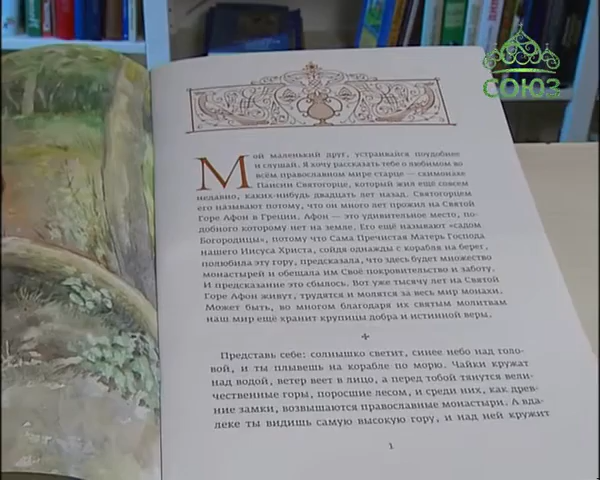 СОЮЗ
Мой маленький друг, устраивайся поудобнее
и слушай. Я хочу рассказать тебе о любимом во
всём православном мире старце — схимонахе
Паисии Святогорце, который жил ещё совсем
недавно, каких-нибудь двадцать лет назад. Святогорцем
его называют потому, что он много лет прожил на Святой
Горе Афон в Греции. Афон — это удивительное место, по-
добного которому нет на земле. Его ещё называют «садом
Богородицы», потому что Сама Пречистая Матерь Господа
нашего Иисуса Христа, сойдя однажды с корабля на берег,
полюбила эту гору, предсказала, что здесь будет множество
монастырей и обещала им Своё покровительство и заботу.
И предсказание это сбылось. Вот уже тысячу лет на Святой
Горе Афон живут, трудятся и молятся за весь мир монахи.
Может быть, во многом благодаря их святым молитвам
наш мир ещё хранит крупицы добра и истинной веры.
Представь себе: солнышко светит, синее небо над голо-
вой, и ты плывёшь на корабле по морю. Чайки кружат
над водой, ветер веет в лицо, а перед тобой тянутся вели-
чественные горы, поросшие лесом, и среди них, как древ-
ние замки, возвышаются православные монастыри. А вда-
леке ты видишь самую высокую гору, и над ней кружит
1